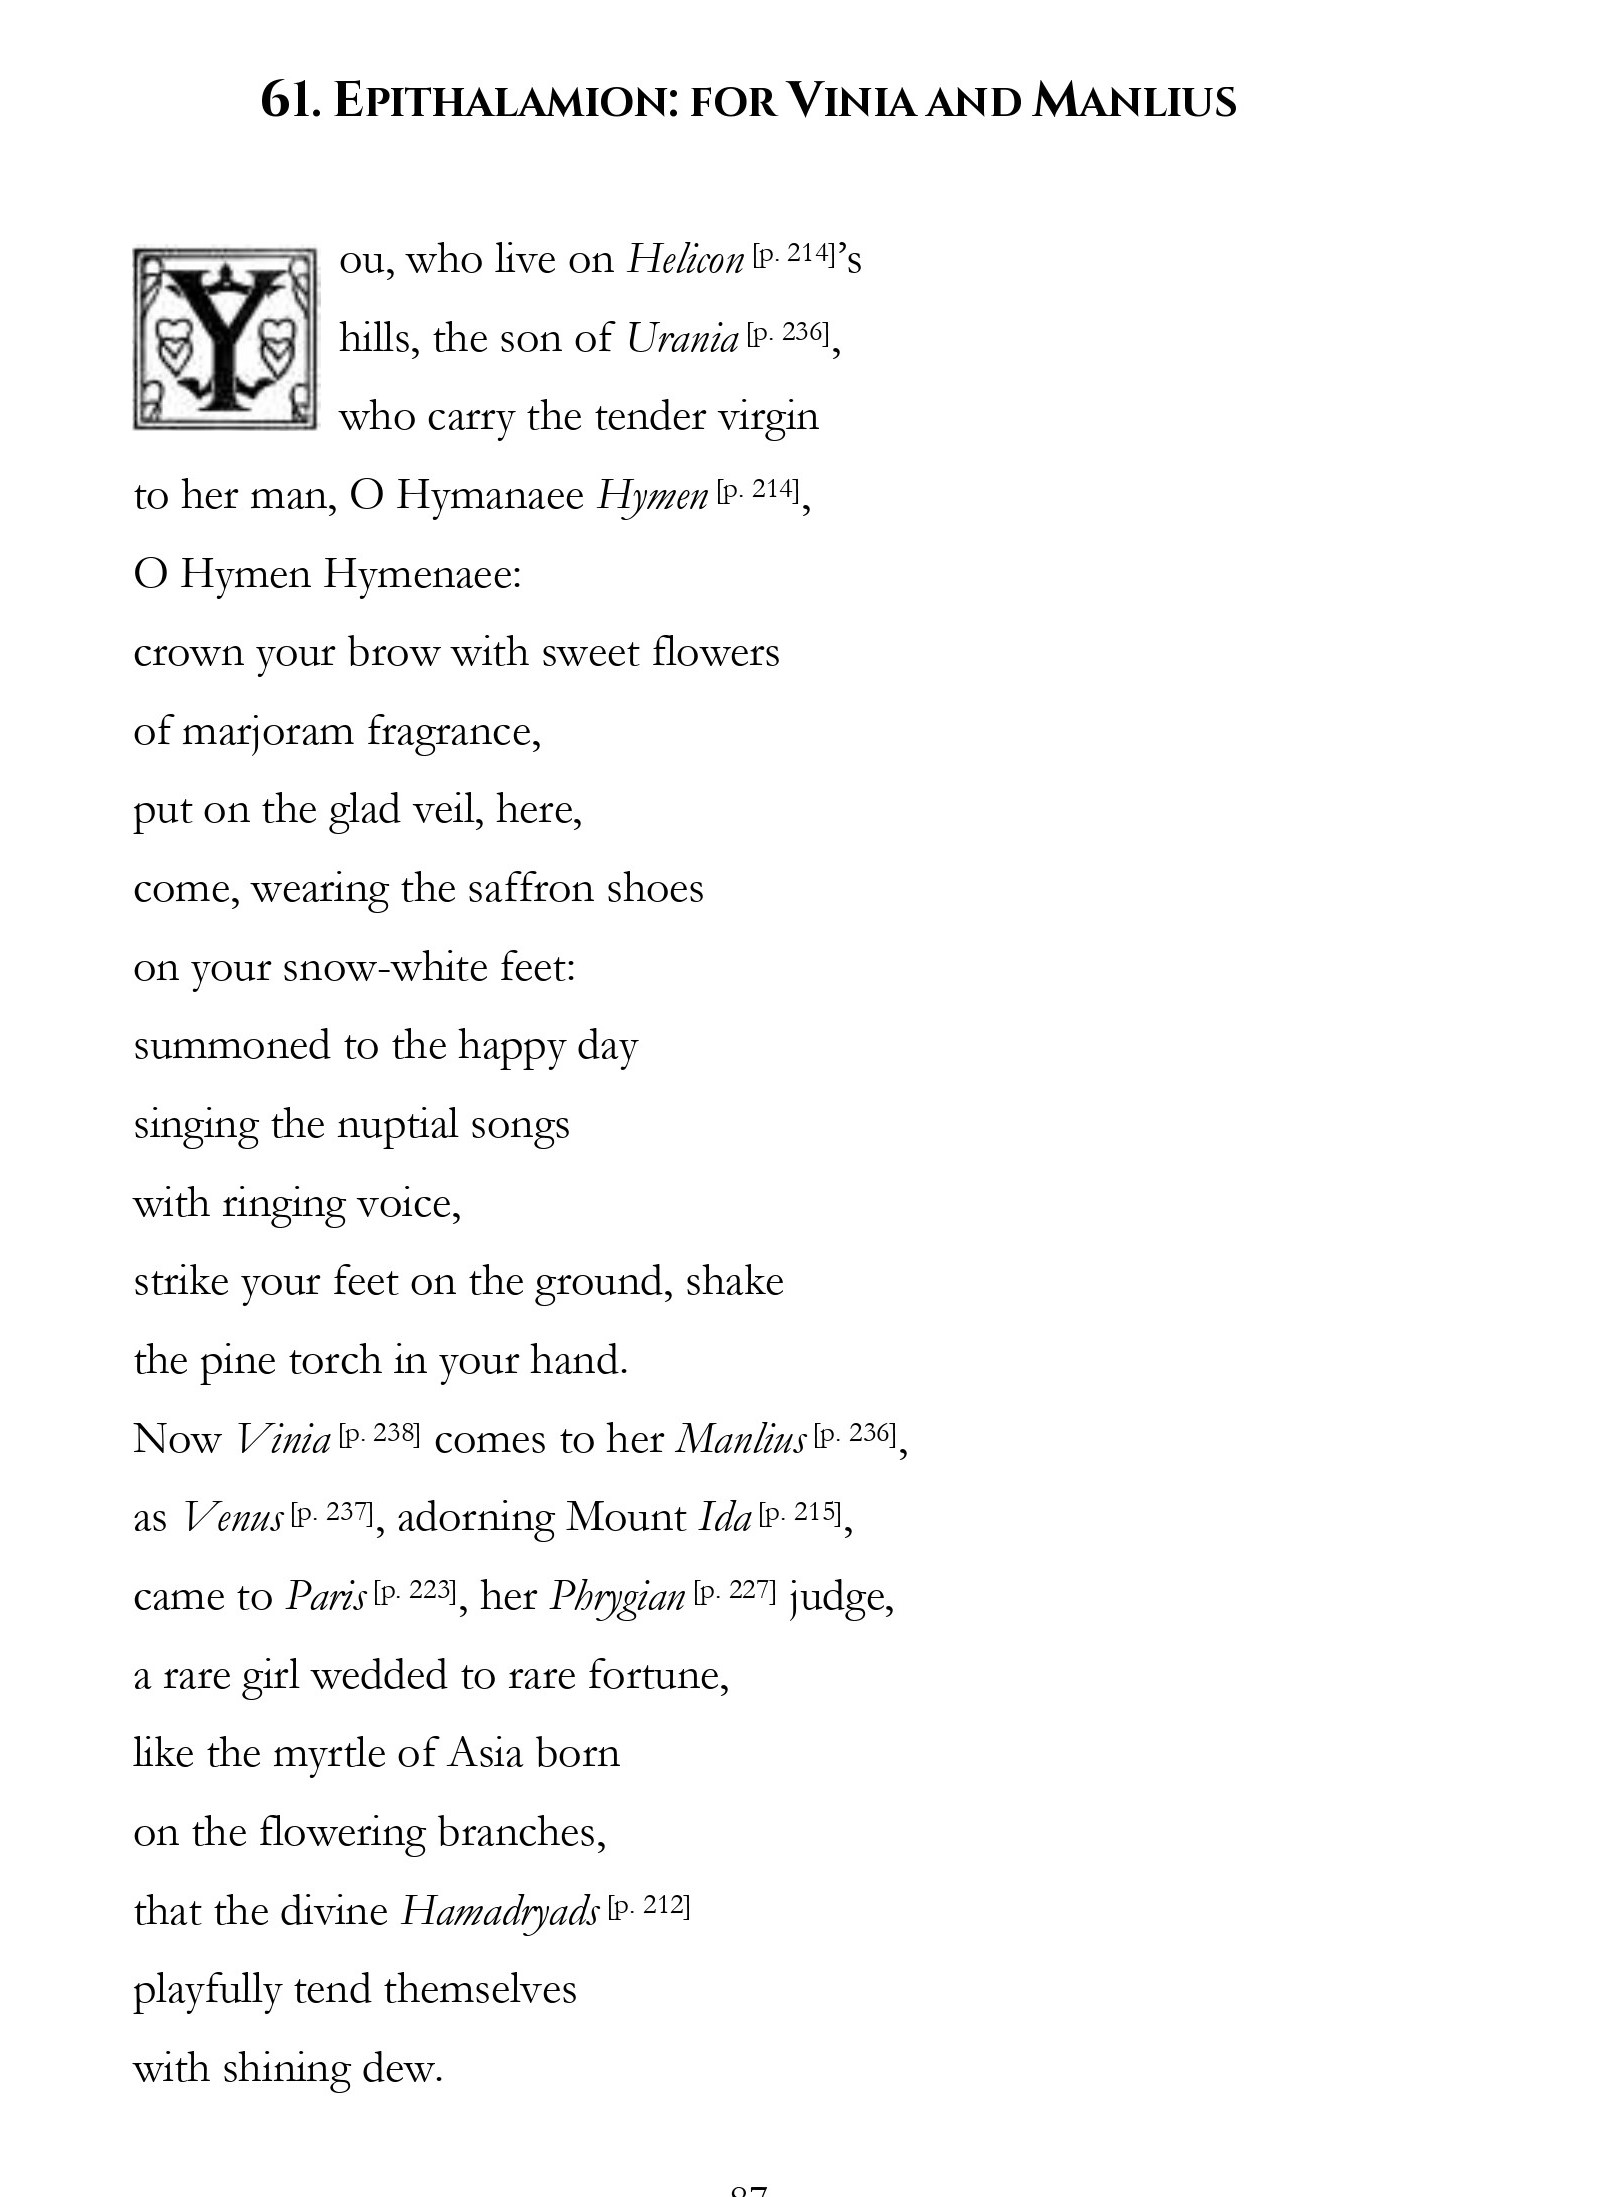 61. EPITHALAMION: FOR VINIA AND MANLIUS
You, who live on Helicon [p. 214]’s
hills, the son of Urania [p. 236],
who carry the tender virgin
to her man, O Hymanaee Hymen [p. 214],
O Hymen Hymenaee:
crown your brow with sweet flowers
of marjoram fragrance,
put on the glad veil, here,
come, wearing the saffron shoes
on your snow-white feet:
summoned to the happy day
singing the nuptial songs
with ringing voice,
strike your feet on the ground, shake
the pine torch in your hand.
Now Vinia [p. 238] comes to her Manlius [p. 236],
as Venus [p. 237], adorning Mount Ida [p. 215],
came to Paris [p. 223], her Phrygian [p. 227] judge,
a rare girl wedded to rare fortune,
like the myrtle of Asia born
on the flowering branches,
that the divine Hamadryads [p. 212]
playfully tend themselves
with shining dew.